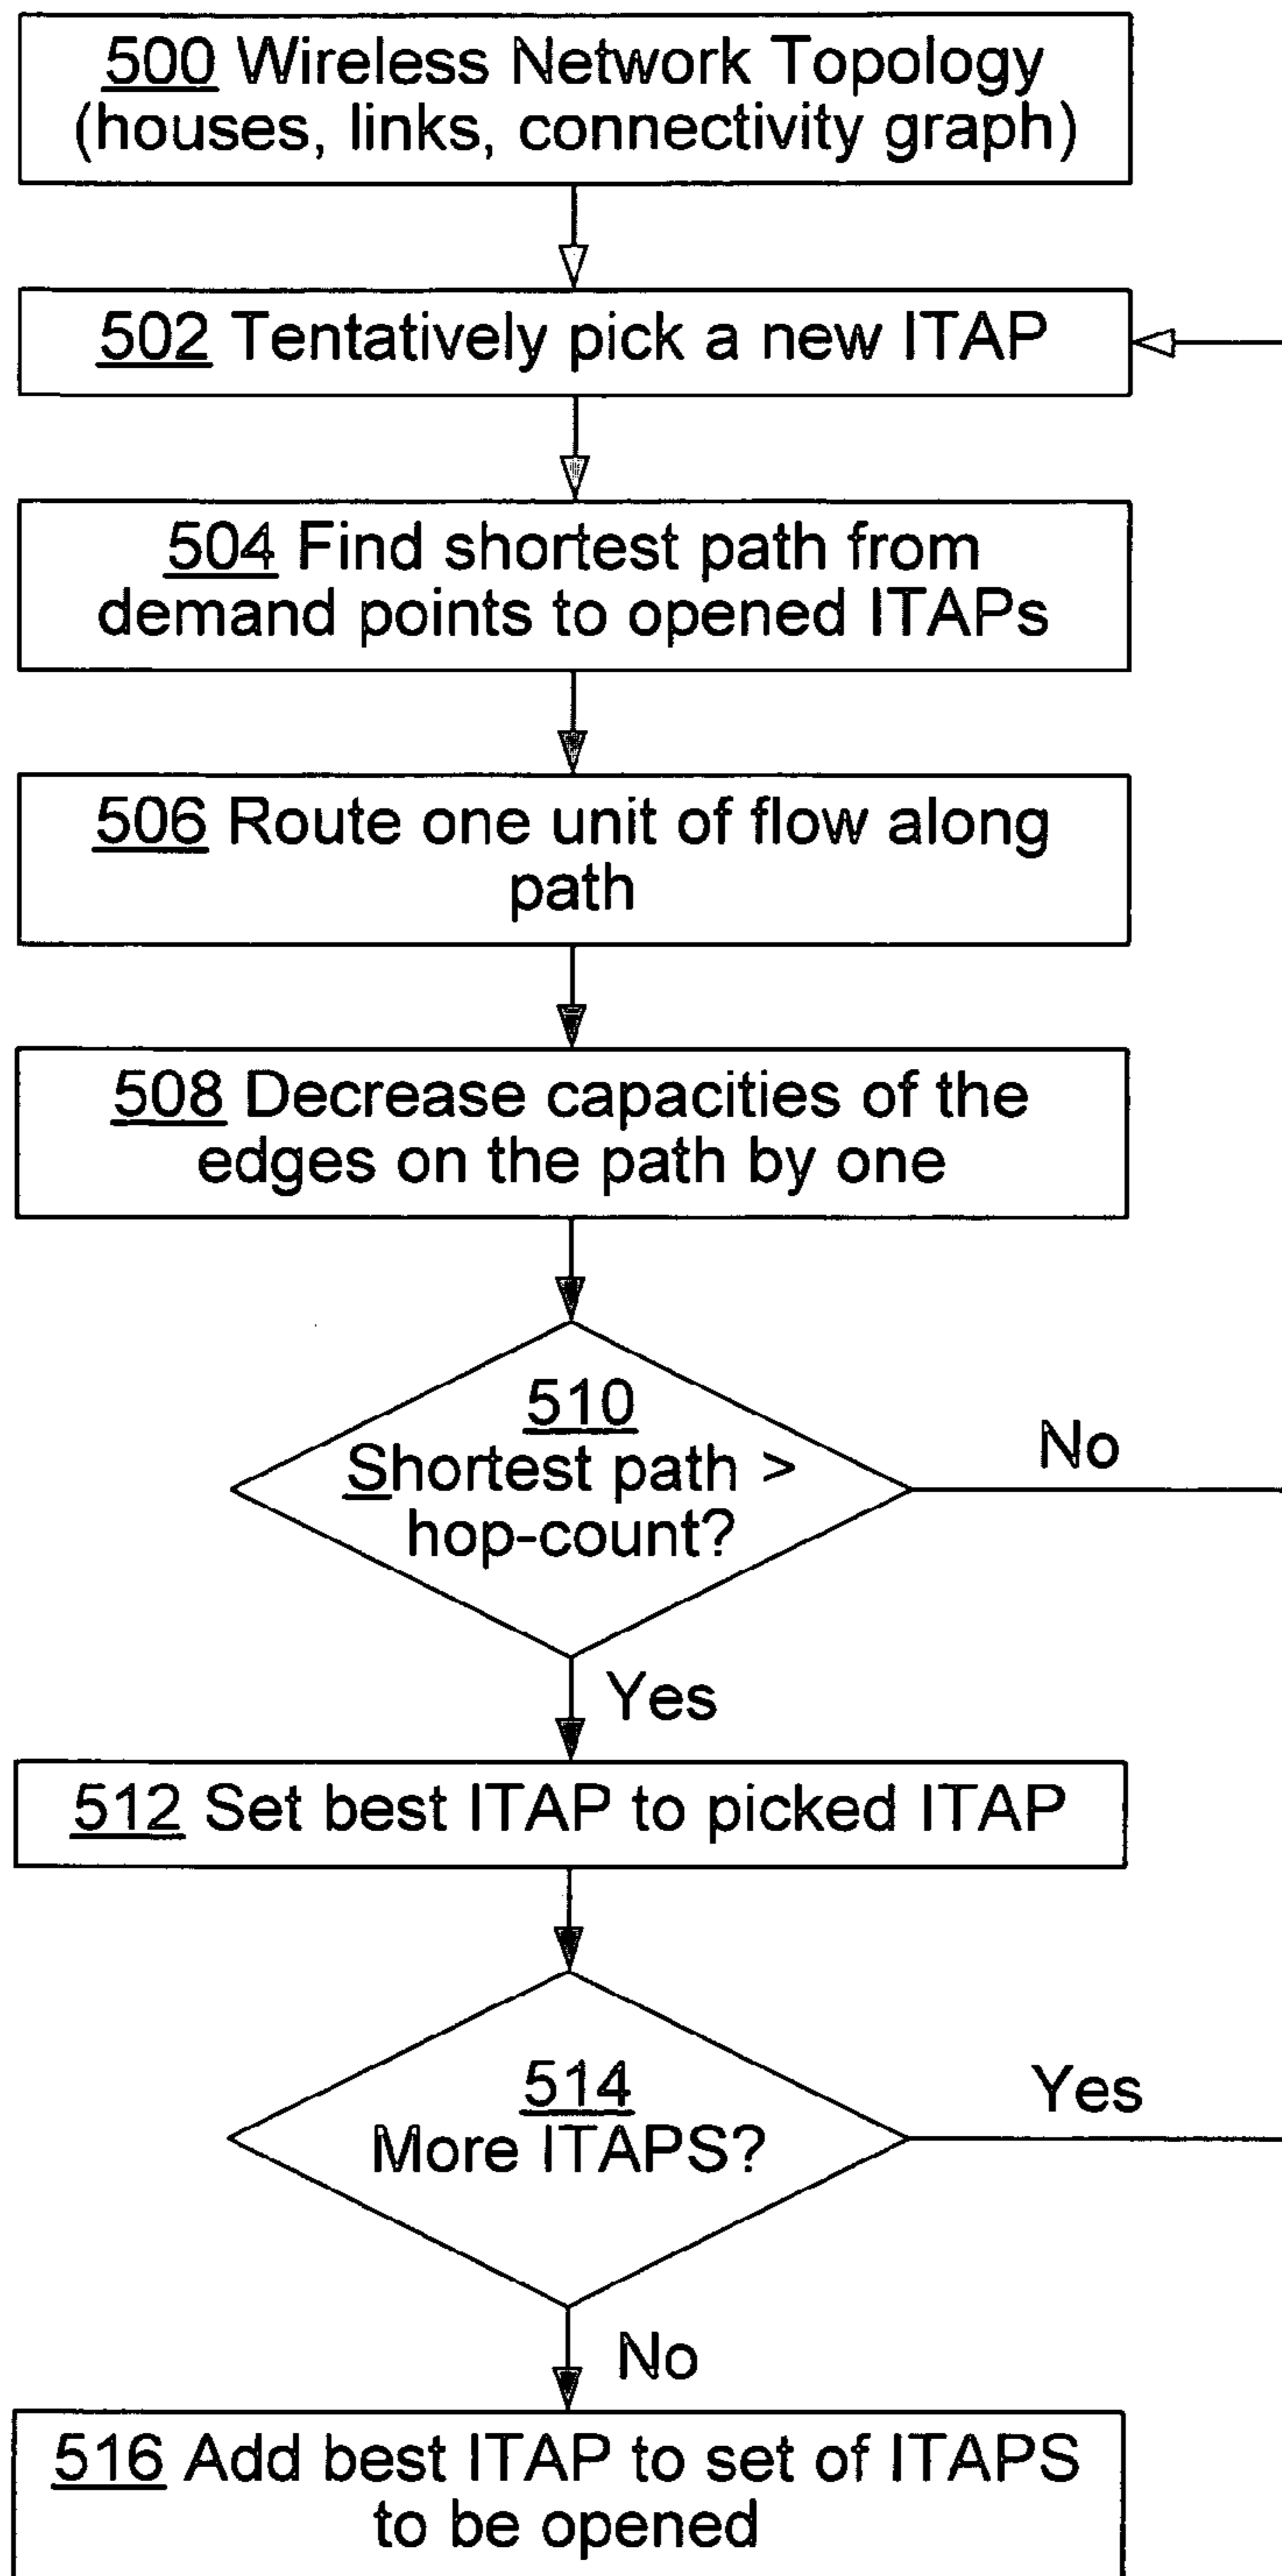 500 Wireless Network Topology
(houses, links, connectivity graph)
502 Tentatively pick a new ITAP
504 Find shortest path from
demand points to opened ITAPs
506 Route one unit of flow along
path
508 Decrease capacities of the
edges on the path by one
510
Shortest path >
hop-count?
No
Yes
512 Set best ITAP to picked ITAP
514
More ITAPS?
Yes
No
516 Add best ITAP to set of ITAPS
to be opened